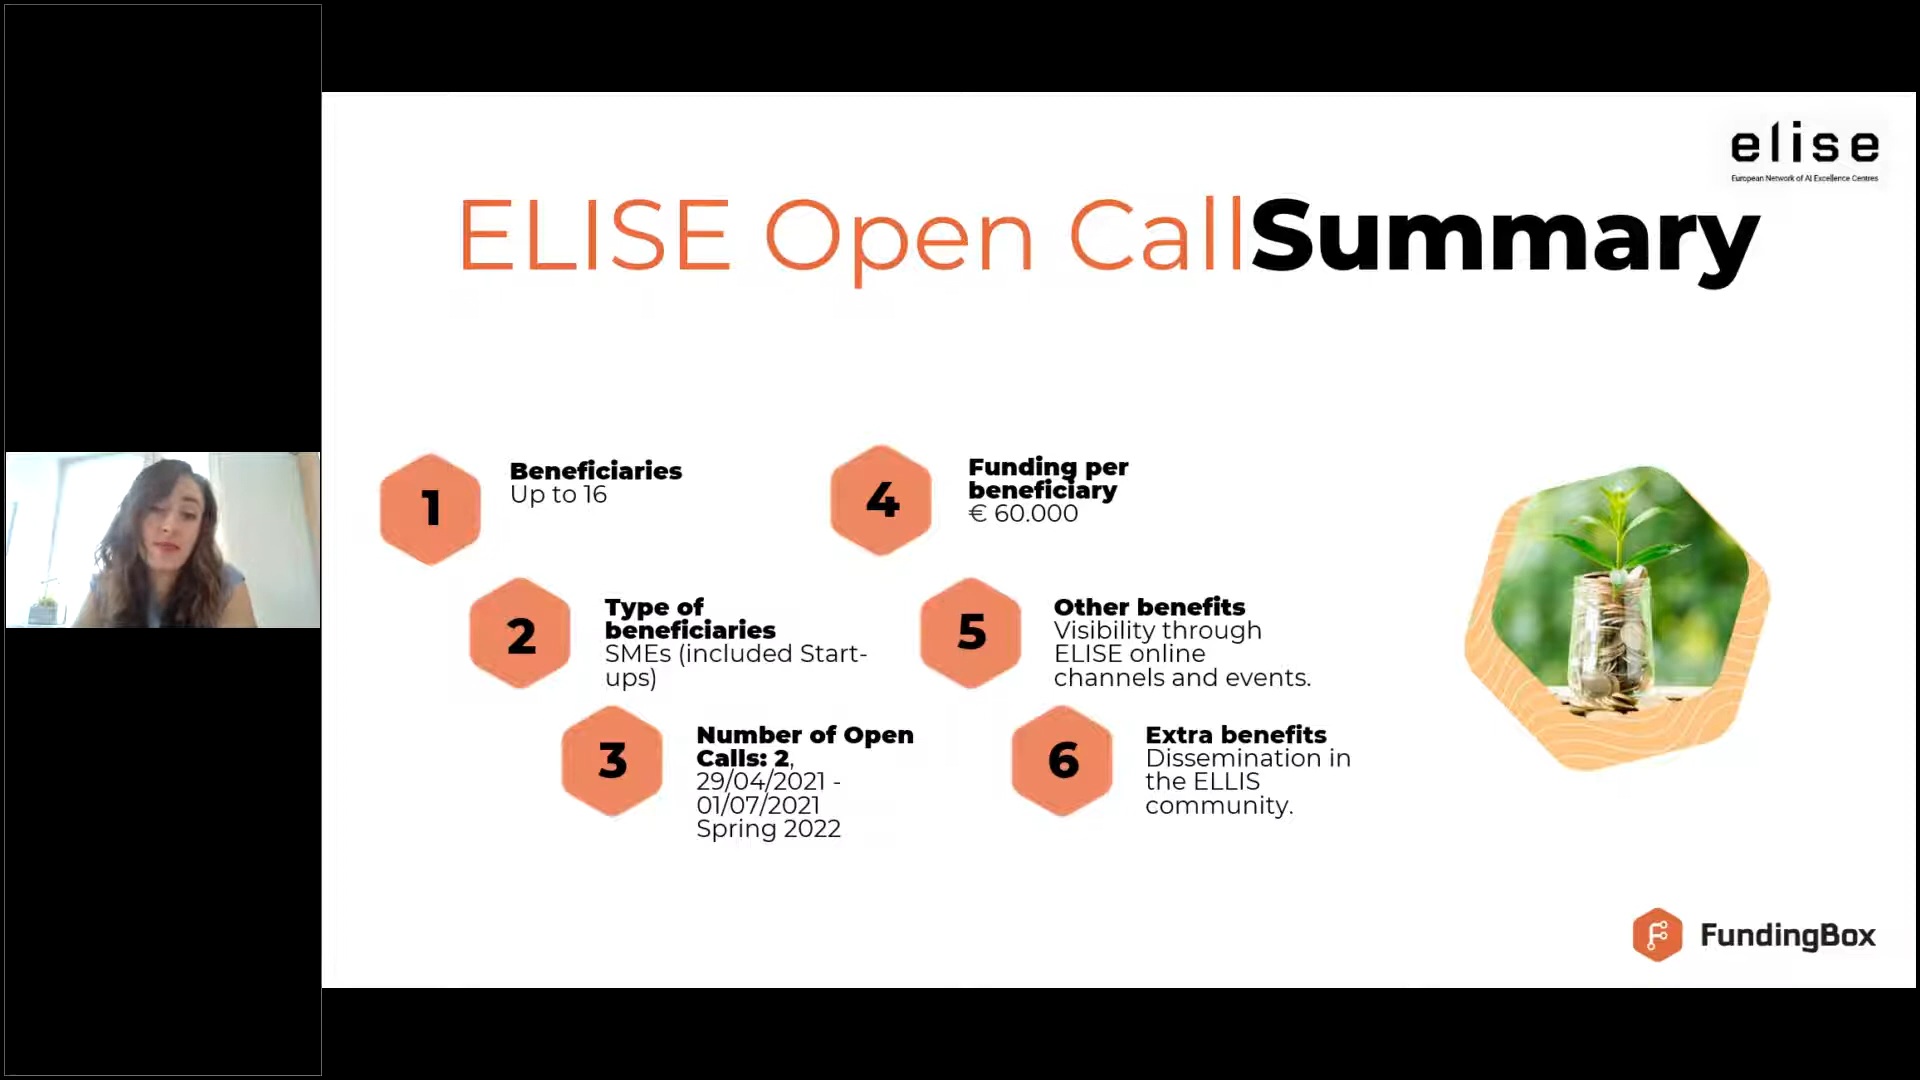 elise
European Network of AI Excellence Centres
ELISE Open CallSummary
1
Beneficiaries
Up to 16
2
Type of
beneficiaries
SMEs (included Start-
ups)
3
Number of Open
Calls: 2,
29/04/2021 -
01/07/2021
Spring 2022
4
Funding per
beneficiary
€ 60.000
5
Other benefits
Visibility through
ELISE online
channels and events.
6
Extra benefits
Dissemination in
the ELLIS
community.
FundingBox